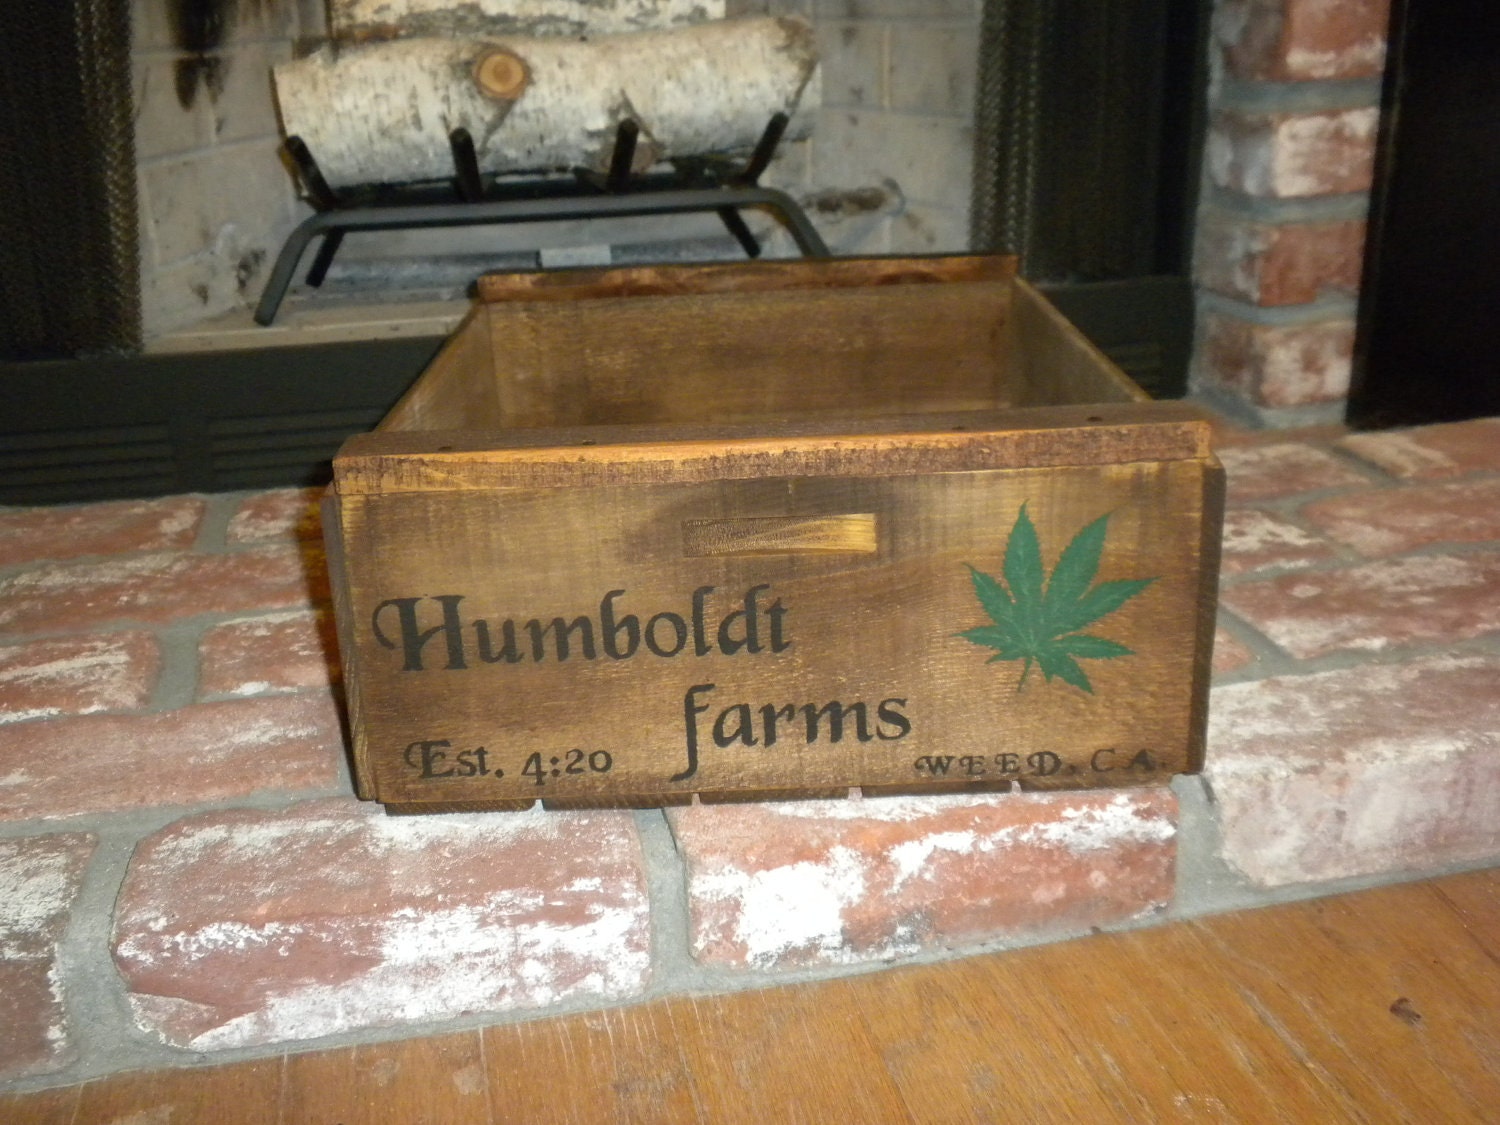 Humboldt
farms
Est. 4:20
WEED, CA.